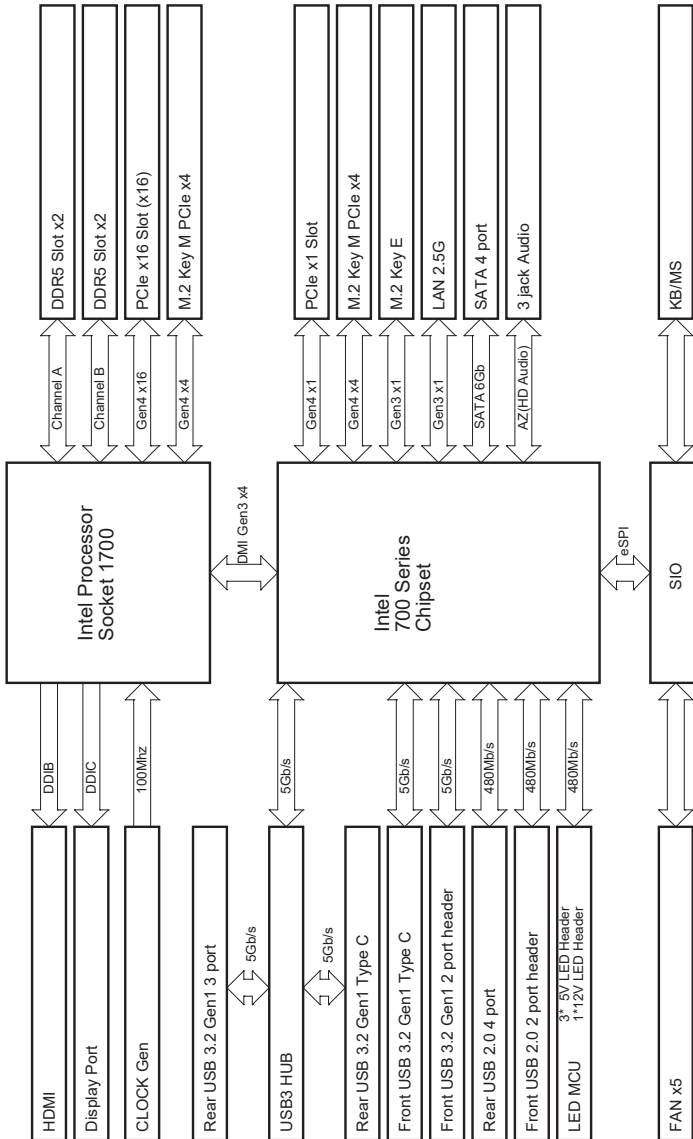 DDR5 Slot x2
DDR5 Slot x2
PCIe x16 Slot (x16)
M.2 Key M PCIe x4
PCIe x1 Slot
M.2 Key M PCIe x4
M.2 Key E
LAN 2.5G
SATA 4 port
3 jack Audio
KB/MS
Channel A
Channel B
Gen4 x16
Gen4 x4
Gen4 x1
Gen4 x4
Gen3 x1
Gen3 x1
SATA 6Gb
AZ(HD Audio)
Intel Processor
Socket 1700
DMI Gen3 x4
Intel
700 Series
Chipset
eSPI
SIO
DDIB
DDIC
100Mhz
5Gb/s
5Gb/s
5Gb/s
480Mb/s
480Mb/s
480Mb/s
HDMI
Display Port
CLOCK Gen
Rear USB 3.2 Gen1 3 port
5Gb/s
USB3 HUB
5Gb/s
Rear USB 3.2 Gen1 Type C
Front USB 3.2 Gen1 Type C
Front USB 3.2 Gen1 2 port header
Rear USB 2.0 4 port
Front USB 2.0 2 port header
LED MCU
3* 5V LED Header
1*12V LED Header
FAN x5